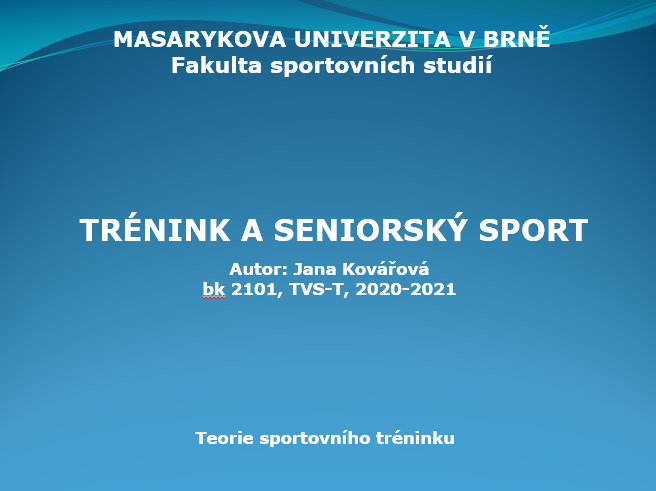 MASARYKOVA UNIVERZITA V BRNĚ
Fakulta sportovních studií
TRÉNINK A SENIORSKÝ SPORT
Autor: Jana Kovářová
bk 2101, TVS-T, 2020-2021
Teorie sportovního tréninku